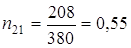 n₂₁ = 208/380 = 0,55